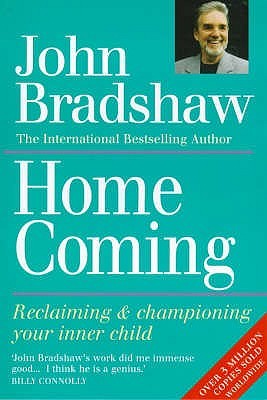 John
Bradshaw
The International Bestselling Author
Home
Coming
Reclaiming & championing
your inner child
'John Bradshaw's work did me immense
good... I think he is a genius.'
BILLY CONNOLLY
OVER 3 MILLION
COPIES SOLD
WORLDWIDE